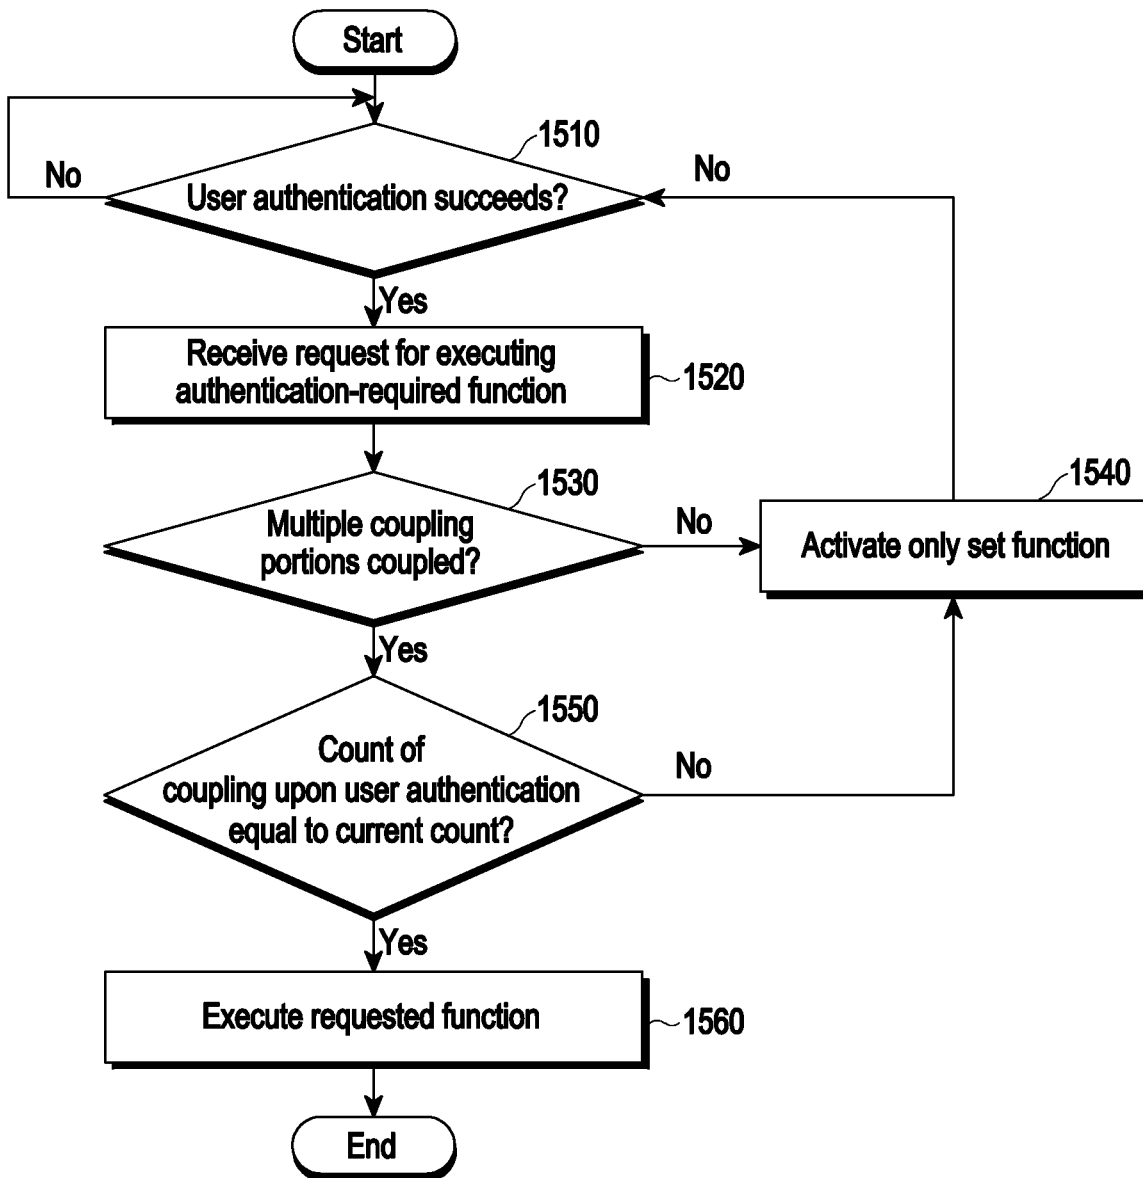 Start
1510
No
User authentication succeeds?
No
Yes
Receive request for executing
authentication-required function
1520
1530
Multiple coupling
portions coupled?
No
1540
Activate only set function
Yes
1550
Count of
coupling upon user authentication
equal to current count?
No
Yes
Execute requested function
1560
End